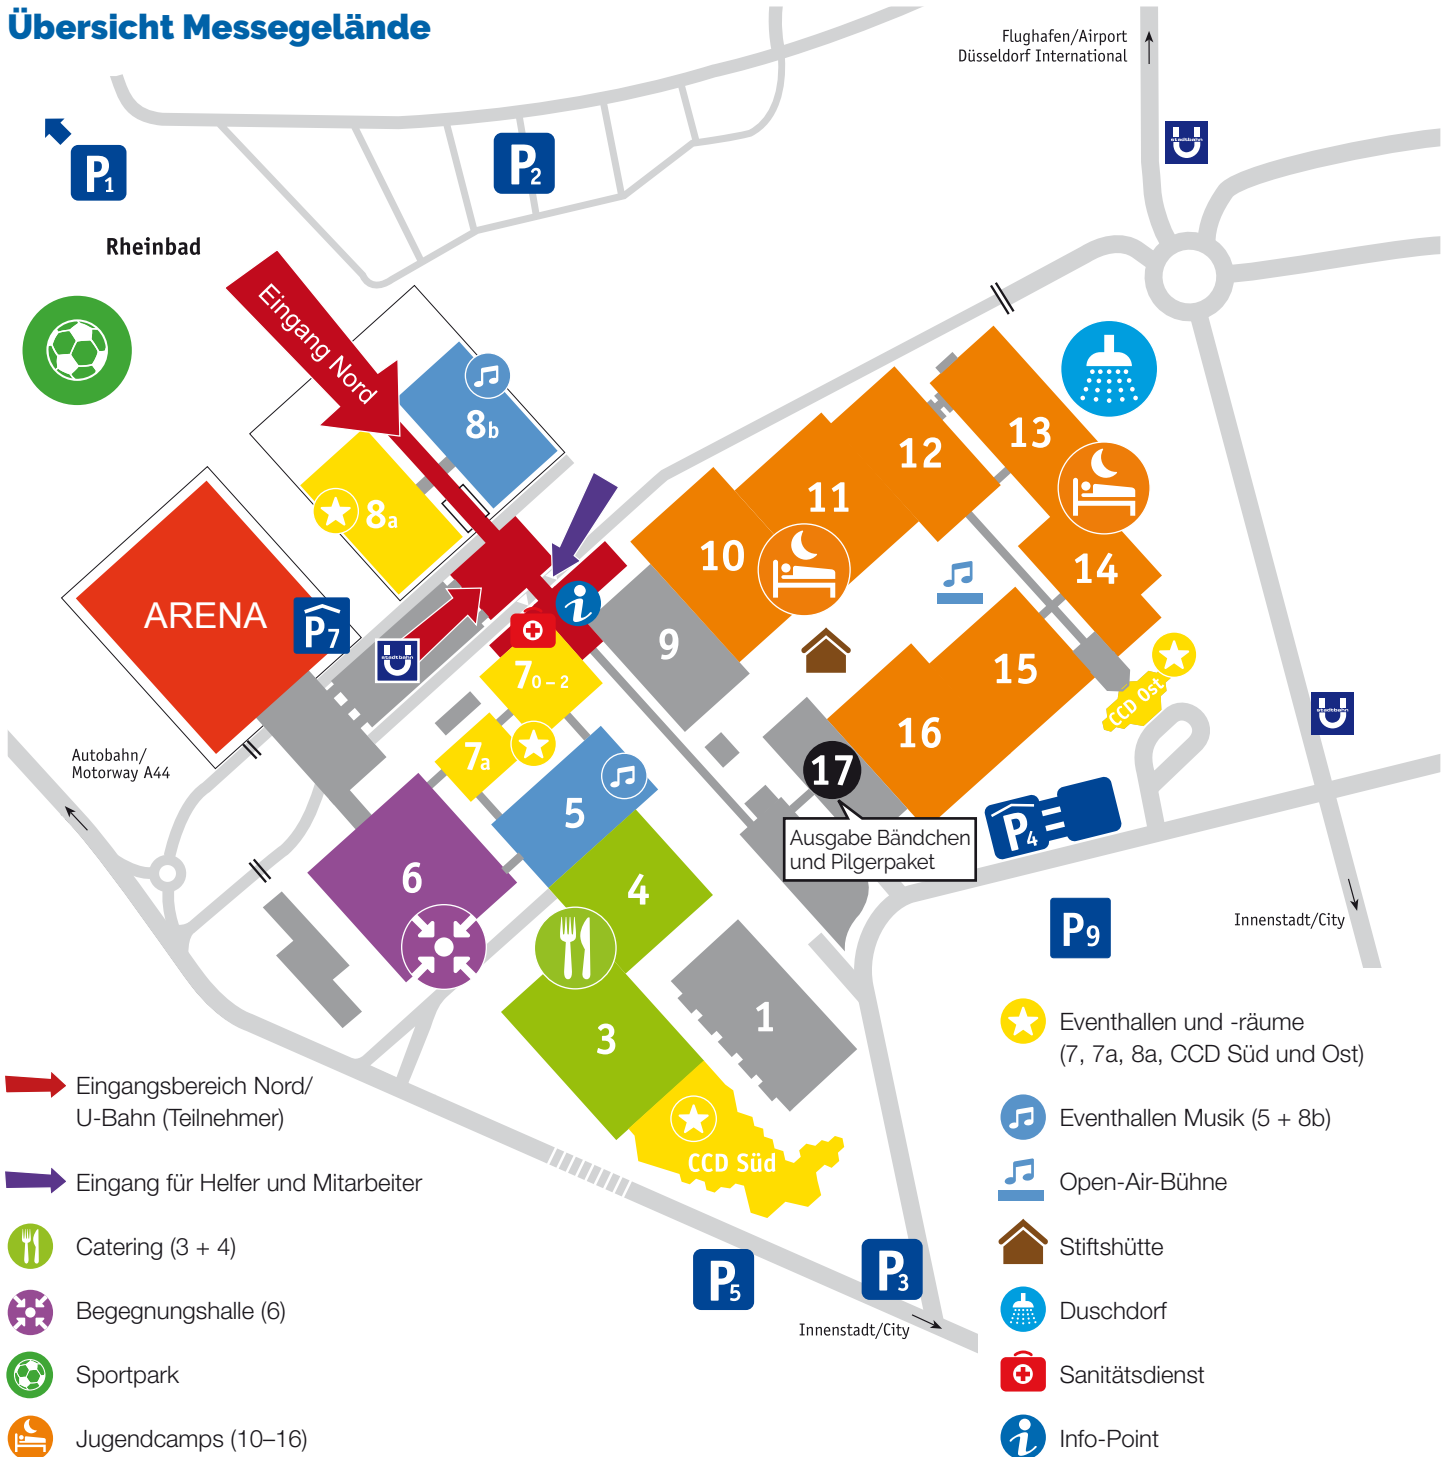 Übersicht Messegelände
Flughafen/Airport
Düsseldorf International
stadtbahn
U
P1
P2
Rheinbad
Eingang Nord
8b
8a
13
12
11
10
14
ARENA
P7
stadtbahn
U
i
9
7 0 – 2
15
CCD Ost
16
stadtbahn
U
Autobahn/
Motorway A44
7a
17
5
P4
Ausgabe Bändchen
und Pilgerpaket
6
4
P9
Innenstadt/City
1
3
CCD Süd
P5
P3
Innenstadt/City
Eingangsbereich Nord/
U-Bahn (Teilnehmer)
Eingang für Helfer und Mitarbeiter
Catering (3 + 4)
Begegnungshalle (6)
Sportpark
Jugendcamps (10–16)
Eventhallen und -räume
(7, 7a, 8a, CCD Süd und Ost)
Eventhallen Musik (5 + 8b)
Open-Air-Bühne
Stiftshütte
Duschdorf
Sanitätsdienst
i
Info-Point